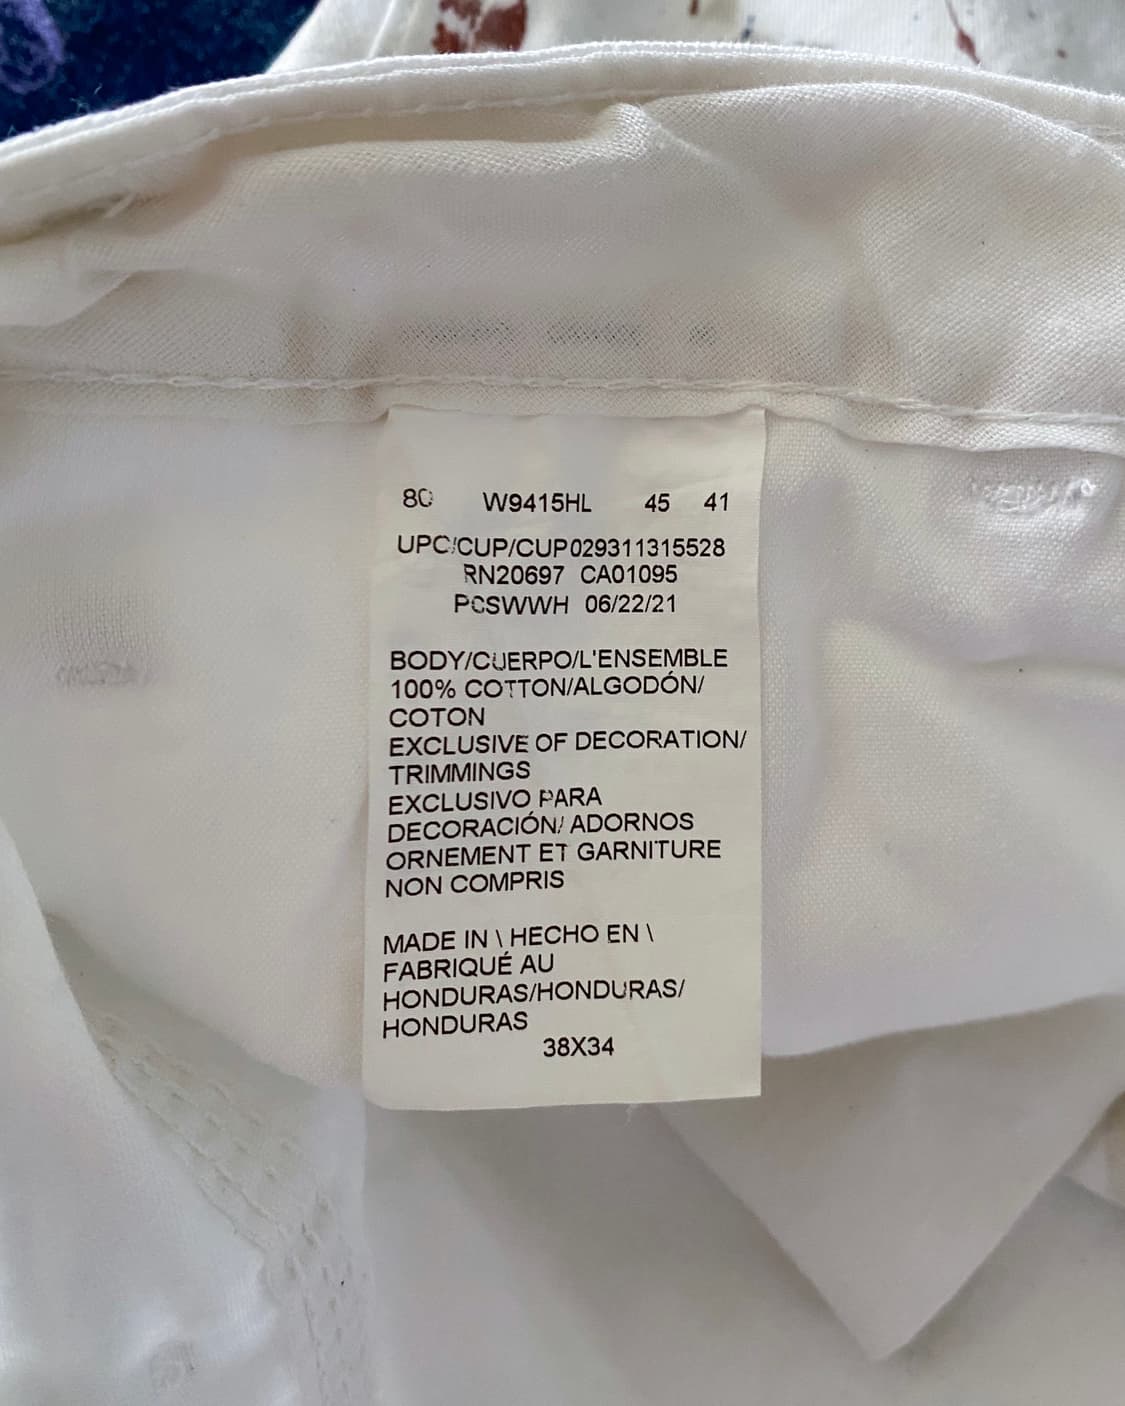 80 W9415HL 45 41
UPC/CUP/CUP029311315528
RN20697 CA01095
PCSWWH 06/22/21
BODY/CUERPO/L'ENSEMBLE
100% COTTON/ALGODÓN/
COTON
EXCLUSIVE OF DECORATION/
TRIMMINGS
EXCLUSIVO PARA
DECORACIÓN/ ADORNOS
ORNEMENT ET GARNITURE
NON COMPRIS
MADE IN \ HECHO EN \
FABRIQUÉ AU
HONDURAS/HONDURAS/
HONDURAS
38X34